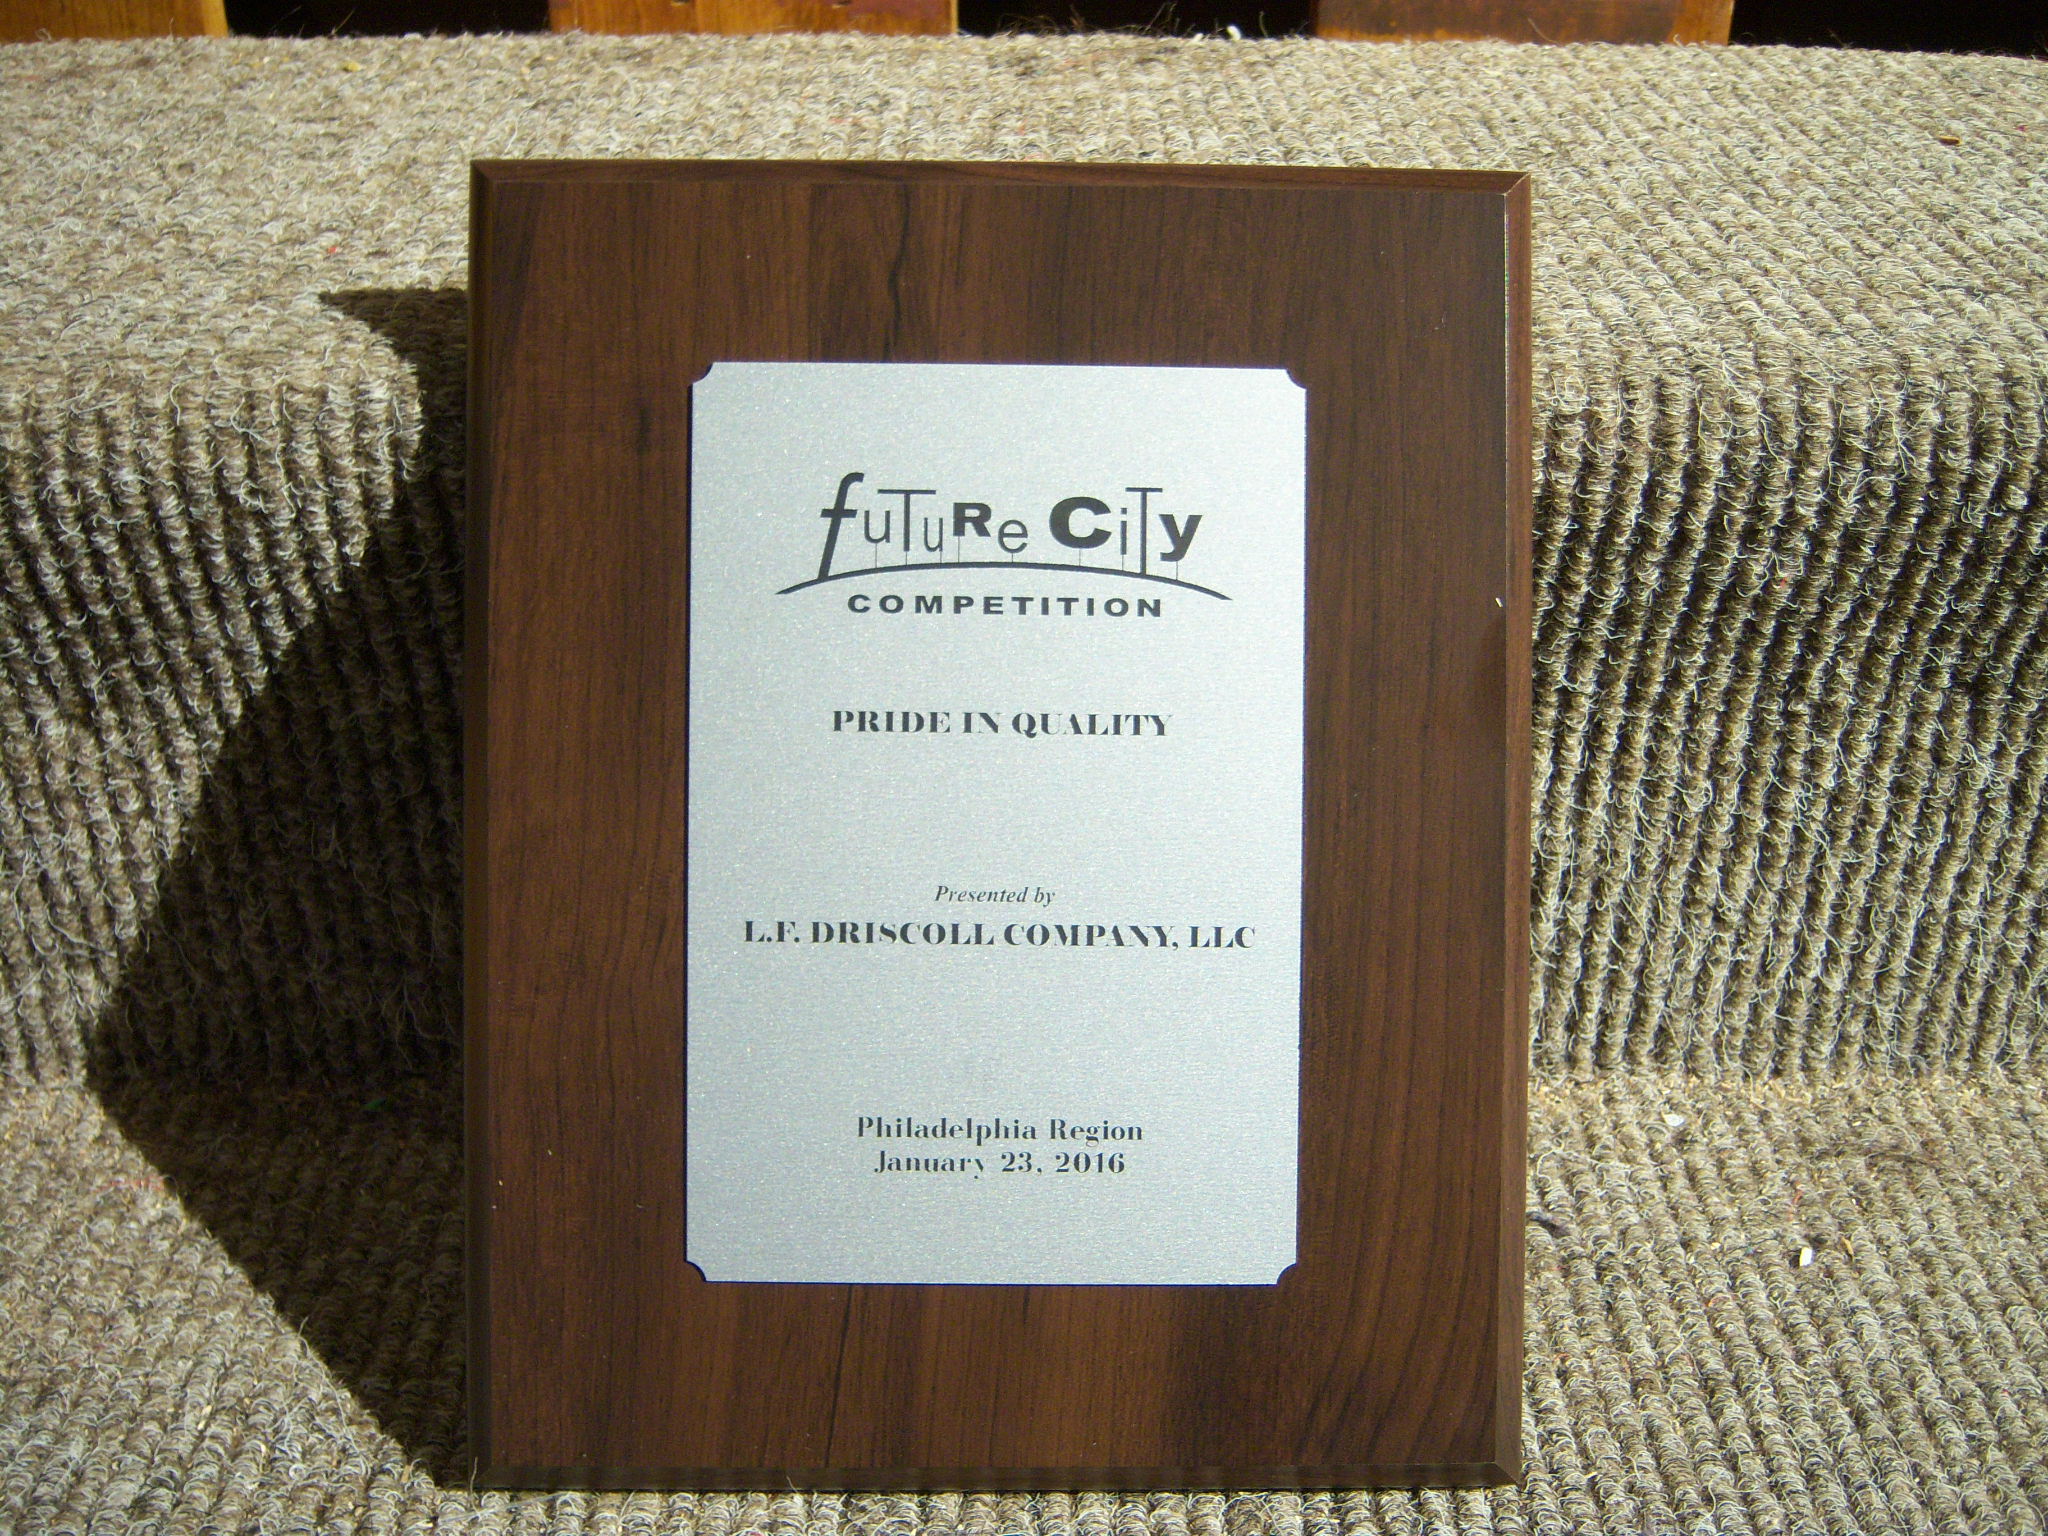 fuTuRe CiTy
COMPETITION
PRIDE IN QUALITY
Presented by
L.F. DRISCOLL COMPANY, LLC
Philadelphia Region
January 23, 2016